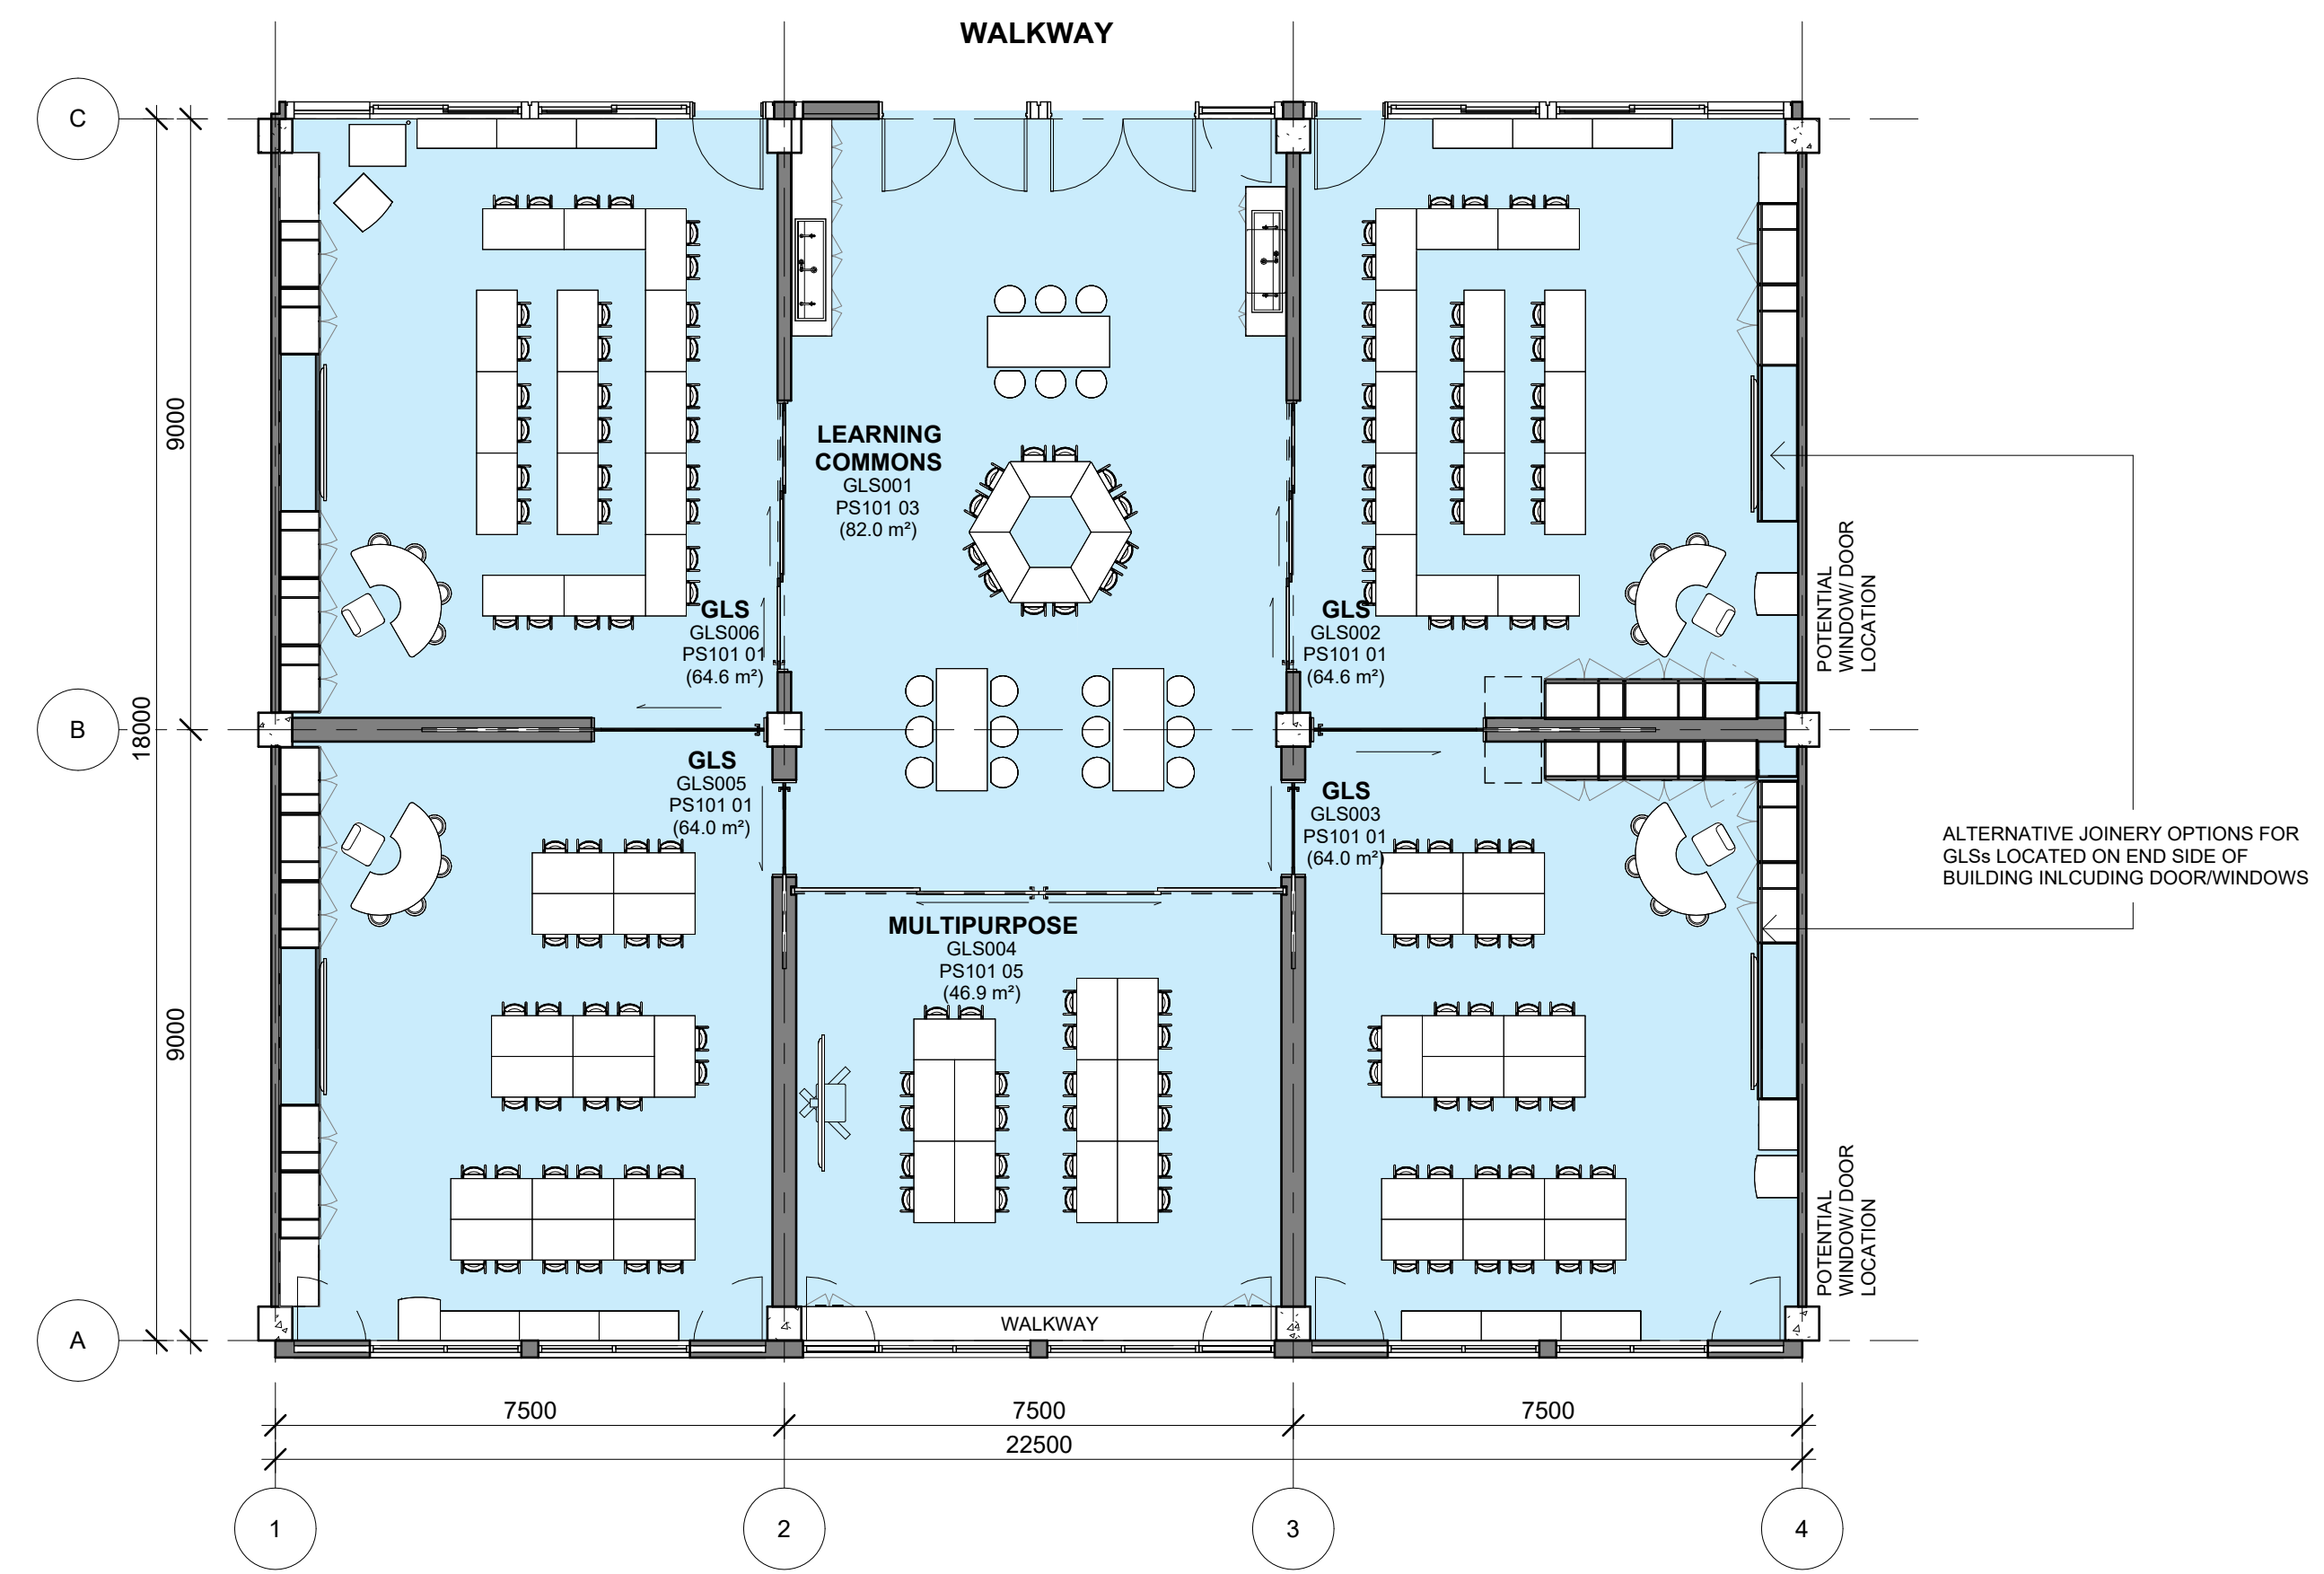 WALKWAY
C
9000
LEARNING
COMMONS
GLS001
PS101 03
(82.0 m²)
POTENTIAL
WINDOW/ DOOR
LOCATION
GLS
GLS006
PS101 01
(64.6 m²)
GLS
GLS002
PS101 01
(64.6 m²)
B
18000
GLS
GLS005
PS101 01
(64.0 m²)
GLS
GLS003
PS101 01
(64.0 m²)
ALTERNATIVE JOINERY OPTIONS FOR
GLSs LOCATED ON END SIDE OF
BUILDING INLCUDING DOOR/WINDOWS
MULTIPURPOSE
GLS004
PS101 05
(46.9 m²)
9000
POTENTIAL
WINDOW/ DOOR
LOCATION
A
WALKWAY
7500
7500
7500
22500
1
2
3
4